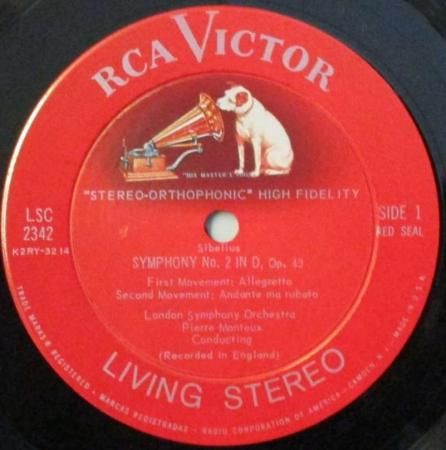 RCA VICTOR
"HIS MASTER'S VOICE"
"STEREO-ORTHOPHONIC" HIGH FIDELITY
LSC
2342
K2RY-3214
SIDE 1
RED SEAL
Sibelius
SYMPHONY No. 2 IN D, Op. 43
First Movement: Allegretto
Second Movement: Andante ma rubato
London Symphony Orchestra
Pierre Monteux
Conducting
(Recorded in England)
LIVING STEREO
TRADE MARKS ® REGISTERED • MARCAS REGISTRADAS — RADIO CORPORATION OF AMERICA — CAMDEN, N. J. MADE IN U.S.A.